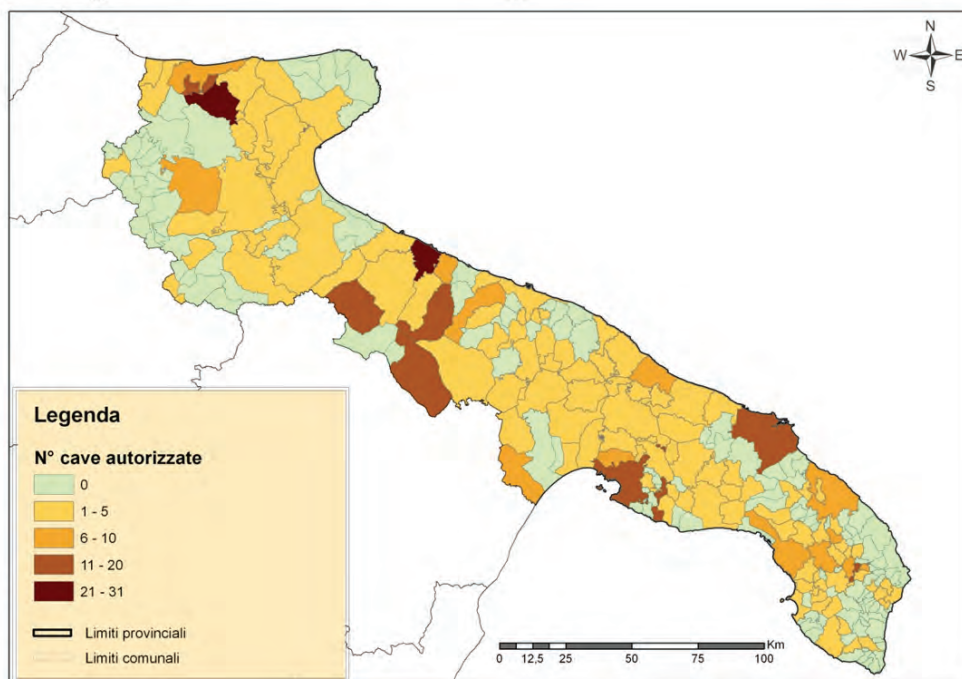 N
W E
S
Legenda
N° cave autorizzate
0
1 - 5
6 - 10
11 - 20
21 - 31
Limiti provinciali
Limiti comunali
Km
0 12,5 25 50 75 100